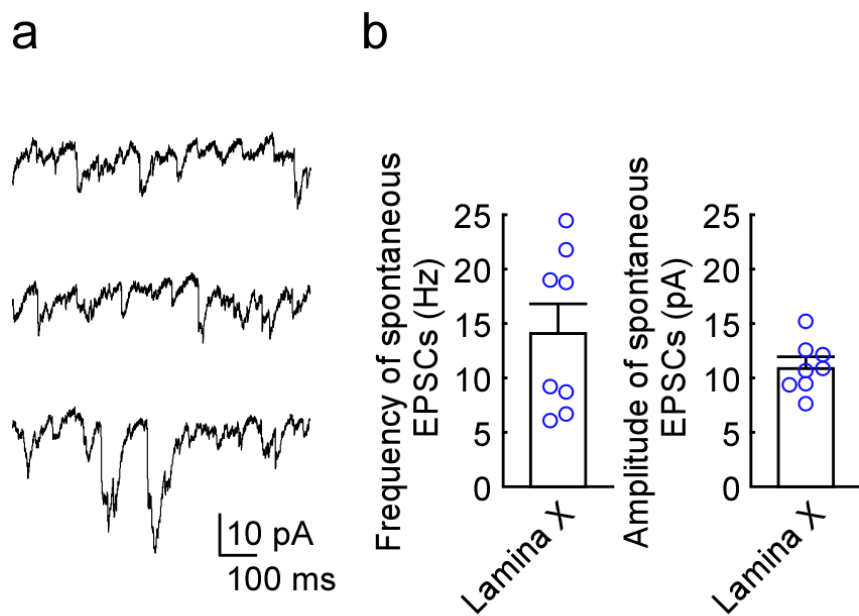 a
10 pA
100 ms
b
Frequency of spontaneous
EPSCs (Hz)
25
20
15
10
5
0
Lamina X
Amplitude of spontaneous
EPSCs (pA)
25
20
15
10
5
0
Lamina X